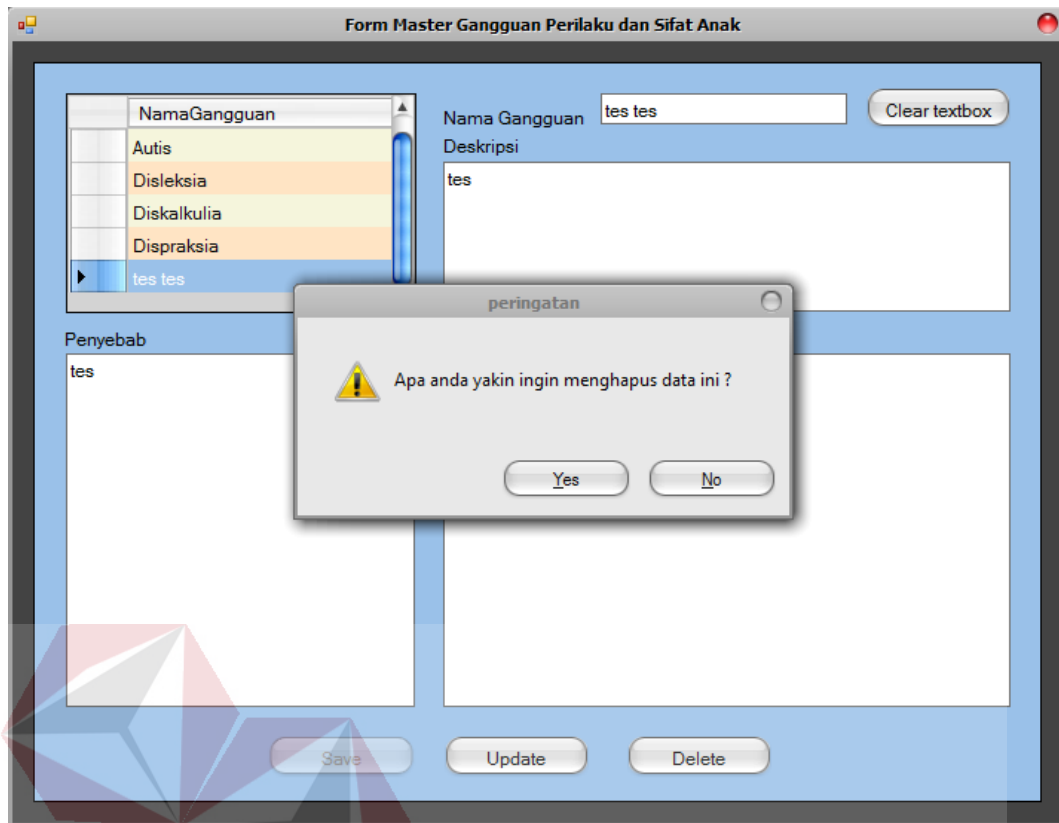 Form Master Gangguan Perilaku dan Sifat Anak
NamaGangguan
Autis
Disleksia
Diskalkulia
Dispraksia
tes tes
Nama Gangguan
tes tes
Clear textbox
Deskripsi
tes
Penyebab
tes
peringatan
Apa anda yakin ingin menghapus data ini ?
Yes
No
Save
Update
Delete